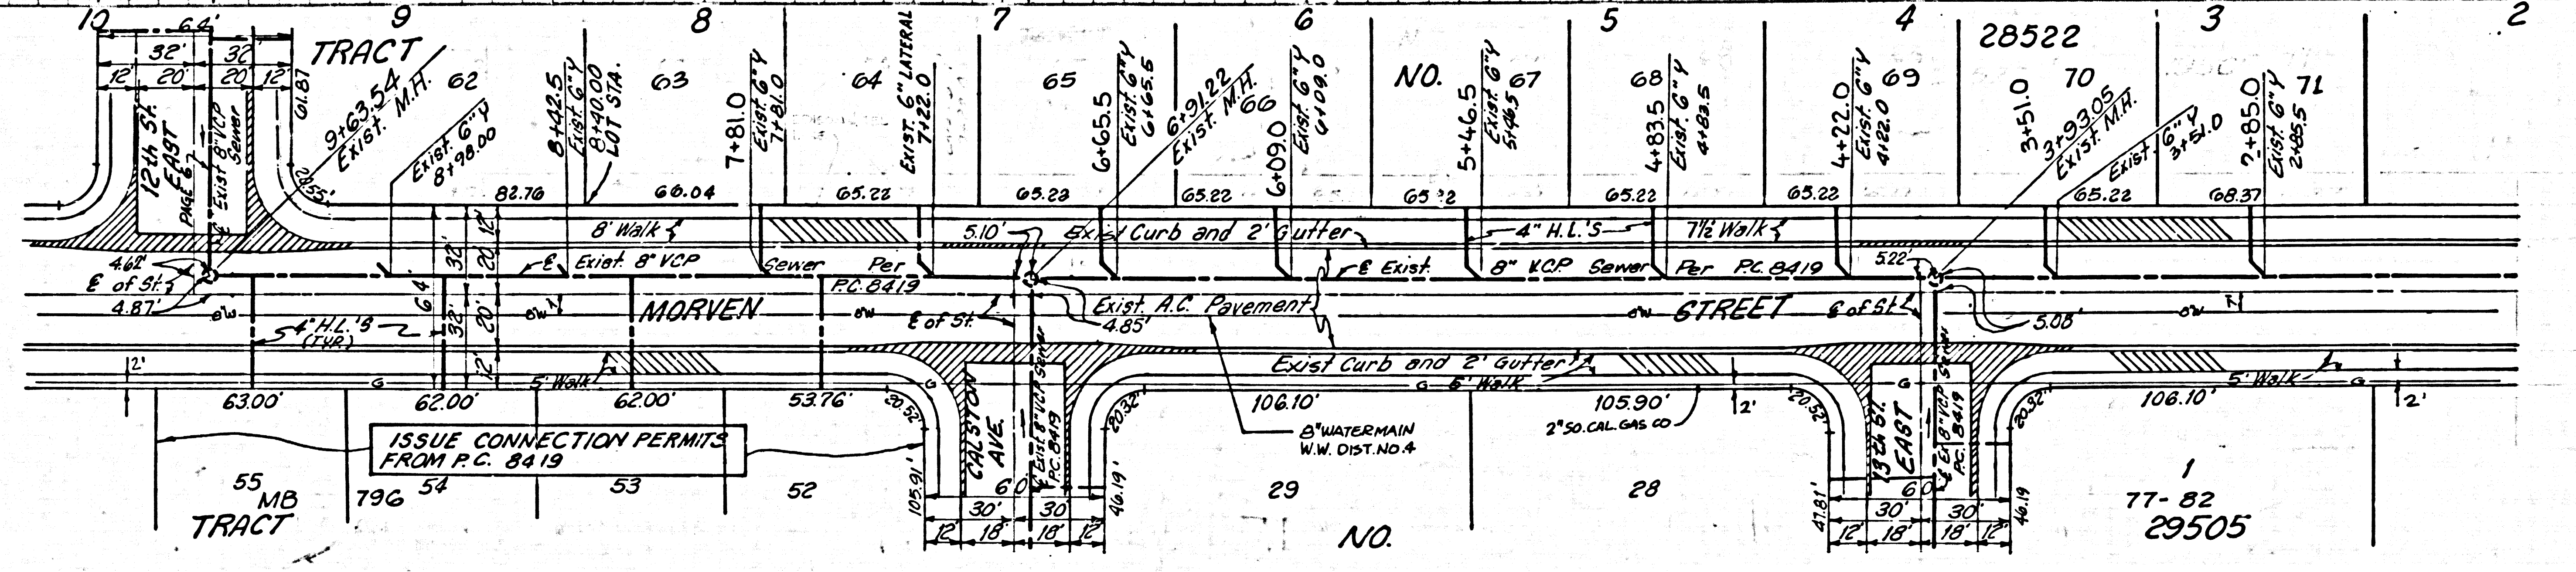 10 9 8 7 6 5 4 3 2
64'
32' 32'
12' 20' 20' 12'
TRACT NO. 28522
61.87
12th ST. EAST
PAGE 67
℄ Exist 8" VCP Sewer
20.55'
9+63.54
Exist. M.H.
62
Exist. 6" Y
8+98.00
8+42.5
Exist 6" Y
8+40.00
LOT STA.
63
7+81.0
Exist. 6" Y
7+81.0
64
EXIST. 6" LATERAL
7+22.0
65
6+65.5
Exist. 6" Y
6+65.5
6+91.22
Exist. M.H.
66
6+09.0
Exist. 6" Y
6+09.0
5+46.5
Exist 6" Y
5+46.5
67
68
4+83.5
Exist. 6" Y
4+83.5
4+22.0
Exist. 6" Y
4+22.0
69
3+51.0
70
3+93.05
Exist. M.H.
Exist. 6" Y
3+51.0
2+85.0
Exist 6" Y
2+85.5
71
82.76 66.04 65.22 65.22 65.22 65.22 65.22 65.22 68.37
8' Walk
5.10'
Exist Curb and 2' Gutter
4" H.L.'S
7½ Walk
4.62'
℄ of St.
4.87'
℄ Exist. 8" VCP Sewer Per P.C. 8419
℄ Exist. 8" V.C.P Sewer Per P.C. 8419
5.22'
12' 20' 32'
64'
32' 20' 12'
8"W
8"W
7'
MORVEN STREET
℄ of St.
Exist. A.C. Pavement
4.85'
8"W
℄ of St.
8"W
7'
5.08'
4" H.L.'S
(TYP.)
2'
G
5' Walk
G
Exist Curb and 2' Gutter
G 5' Walk
2'
G
5' Walk G
2'
63.00' 62.00' 62.00' 53.76' 20.52' 20.32' 106.10' 105.90' 20.52' 20.32' 106.10'
ISSUE CONNECTION PERMITS
FROM P.C. 8419
CALSTON AVE.
℄ Exist 8" VCP Sewer
P.C. 8419
8" WATERMAIN
W.W. DIST. NO. 4
2" SO. CAL. GAS CO
13th ST. EAST
℄ Ex. 8" VCP Sewer
P.C. 8419
55 54 53 52 29 28 1
MB 796 77-82
105.91'
60'
30' 30'
12' 18' 18' 12'
46.19'
47.81'
60'
30' 30'
12' 18' 18' 12'
46.19
TRACT NO. 29505